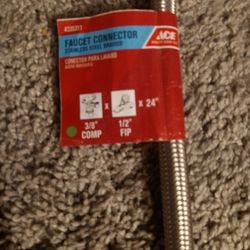 ACE
FAUCET CONNECTOR
STAINLESS STEEL BRAIDED
CONECTOR PARA LAVABO
X
X
24"
3/8"
COMP
1/2"
FIP